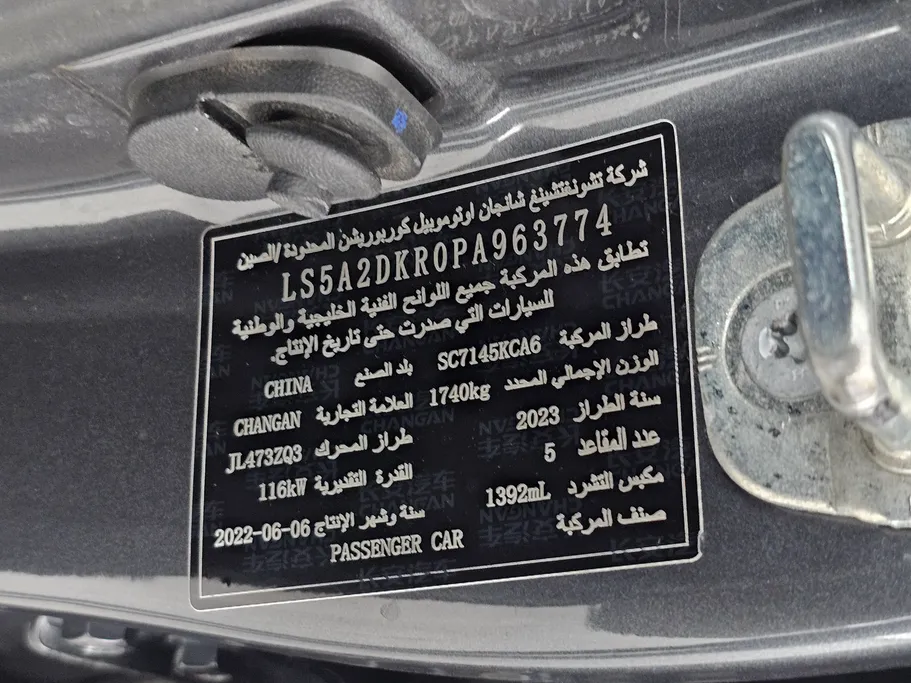 شركة تشونغتشينغ شانجان اوتوموبيل كوربوريشن المحدودة /الصين
LS5A2DKR0PA963774
تطابق هذه المركبة جميع اللوائح الفنية الخليجية والوطنية
للسيارات التي صدرت حتى تاريخ الإنتاج.
طراز المركبة SC7145KCA6 بلد الصنع CHINA
الوزن الإجمالي المحدد 1740kg العلامة التجارية CHANGAN
سنة الطراز 2023 طراز المحرك JL473ZQ3
عدد المقاعد 5 القدرة التقديرية 116kW
مكبس التشرد 1392mL سنة وشهر الإنتاج 2022-06-06
صنف المركبة PASSENGER CAR